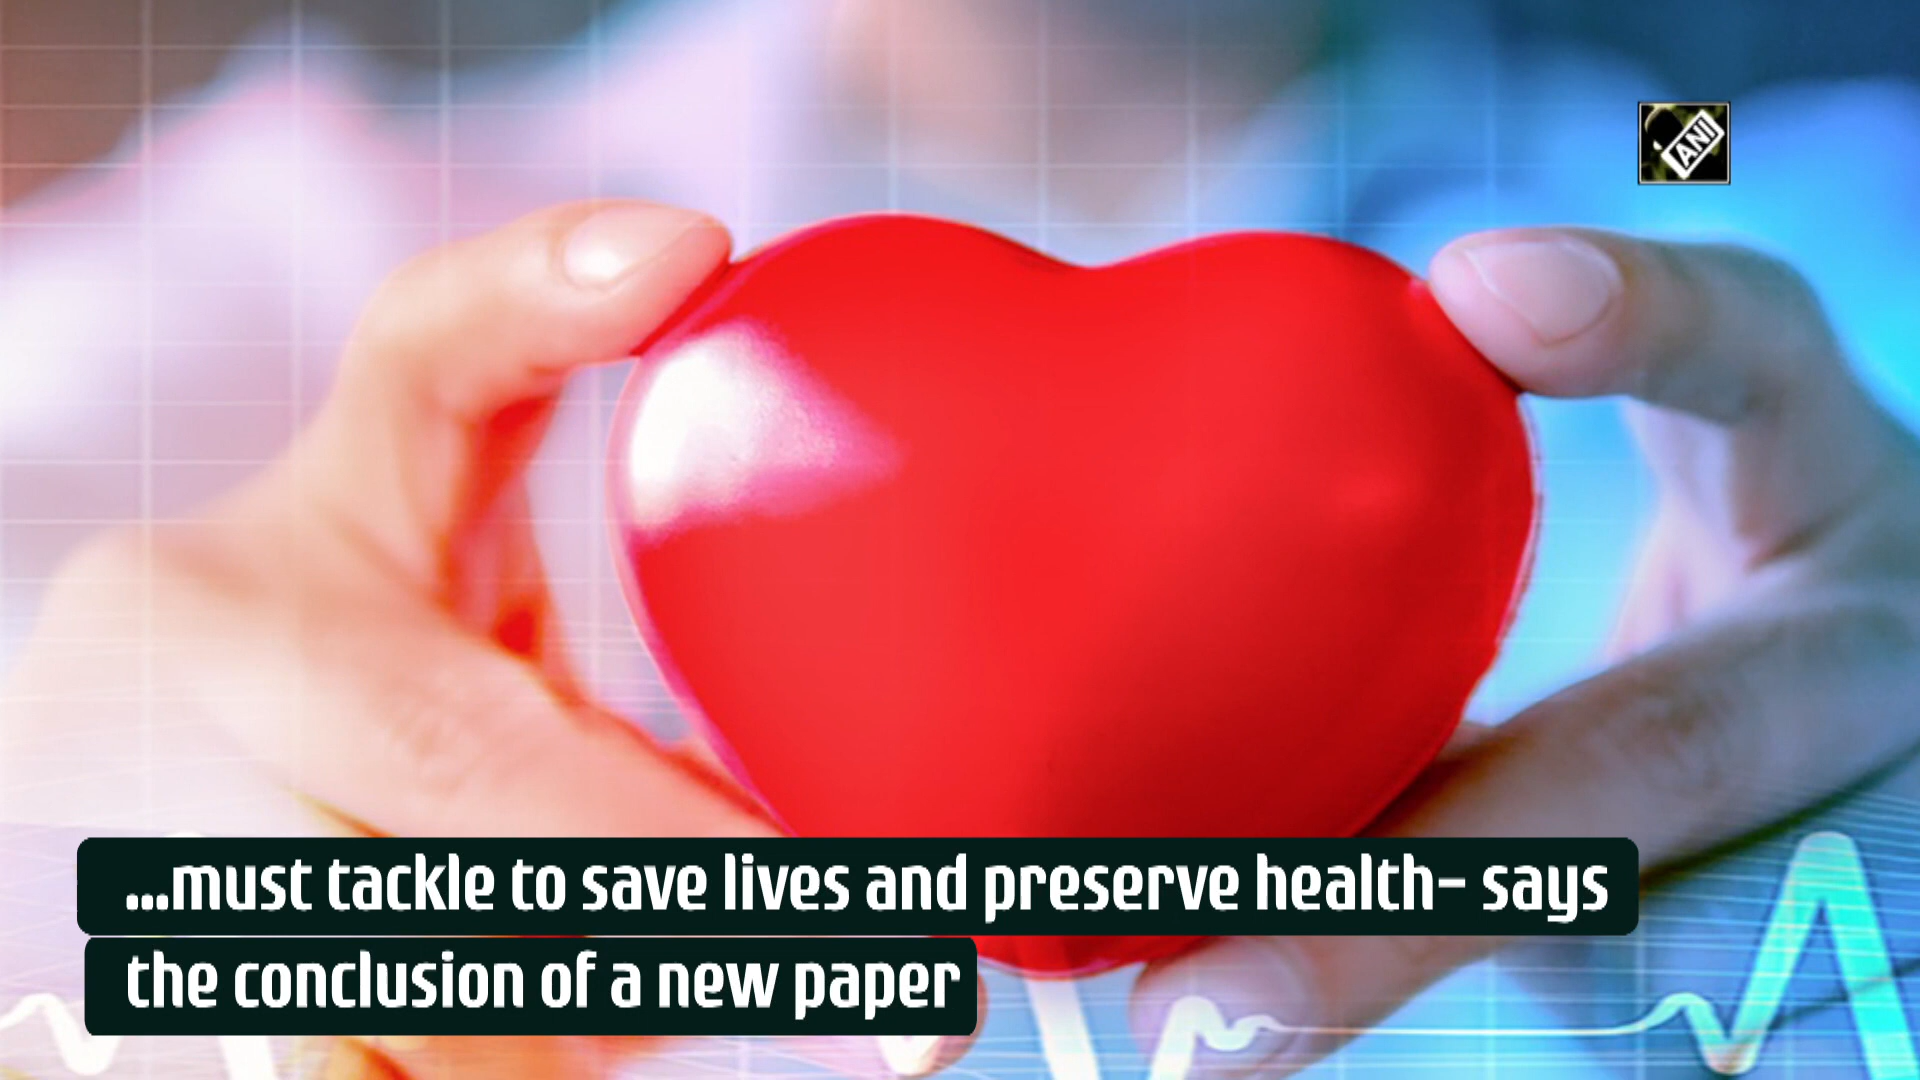 ANI
...must tackle to save lives and preserve health- says
the conclusion of a new paper